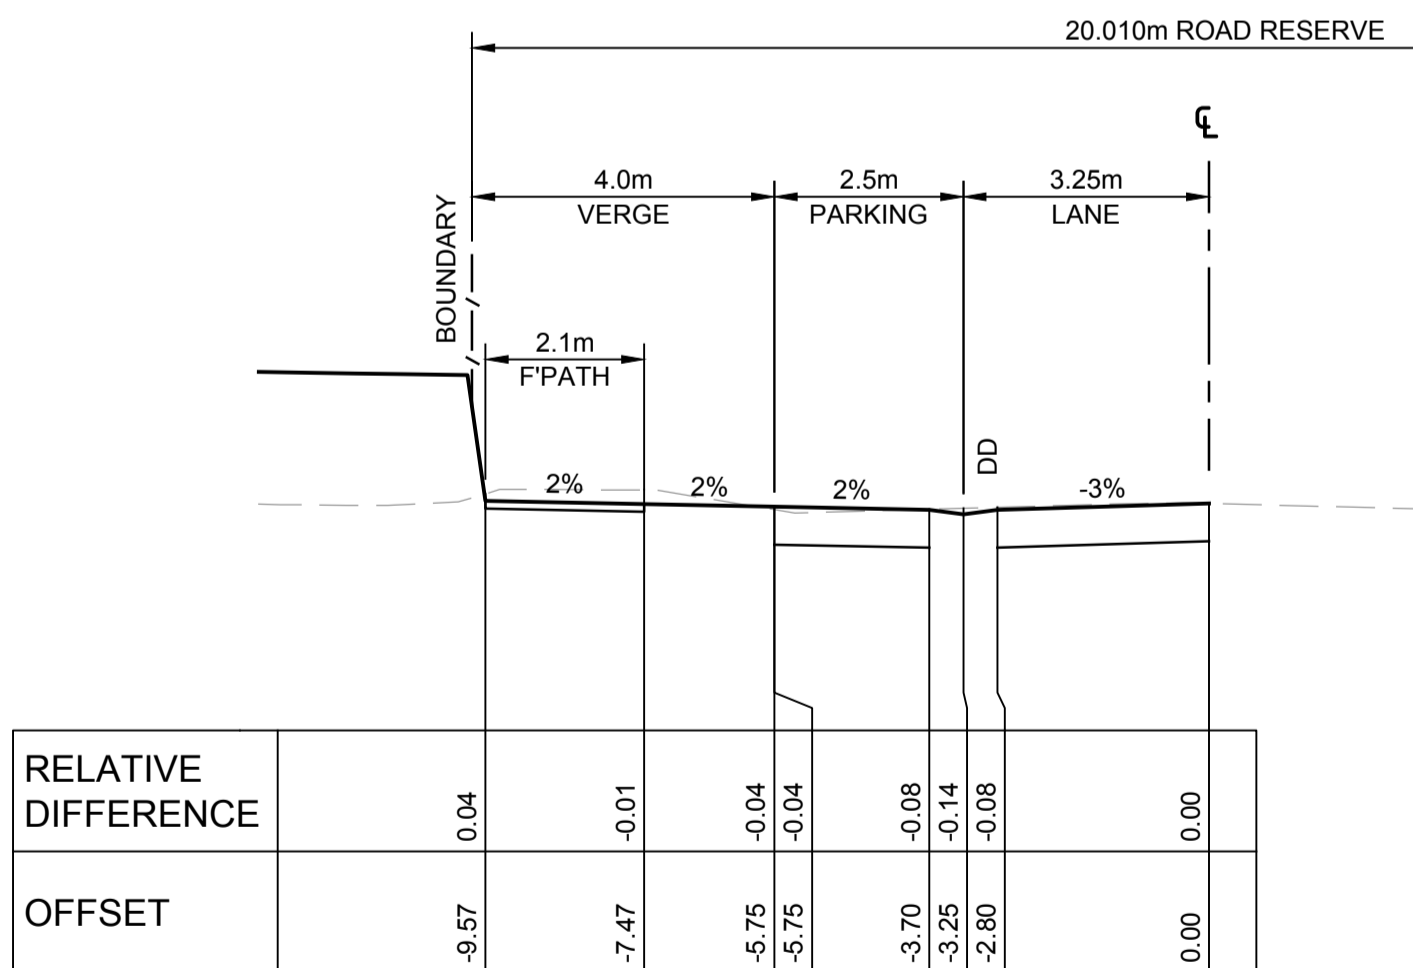 20.010m ROAD RESERVE
℄
4.0m
VERGE
2.5m
PARKING
3.25m
LANE
BOUNDARY
2.1m
F'PATH
DD
2%
2%
2%
-3%
RELATIVE
DIFFERENCE
0.04
-0.01
-0.04
-0.04
-0.08
-0.14
-0.08
0.00
OFFSET
-9.57
-7.47
-5.75
-5.75
-3.70
-3.25
-2.80
0.00